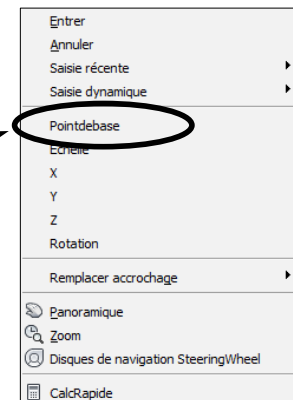 Entrer
Annuler
Saisie récente
Saisie dynamique
Pointdebase
Echelle
X
Y
Z
Rotation
Remplacer accrochage
Panoramique
Zoom
Disques de navigation SteeringWheel
CalcRapide